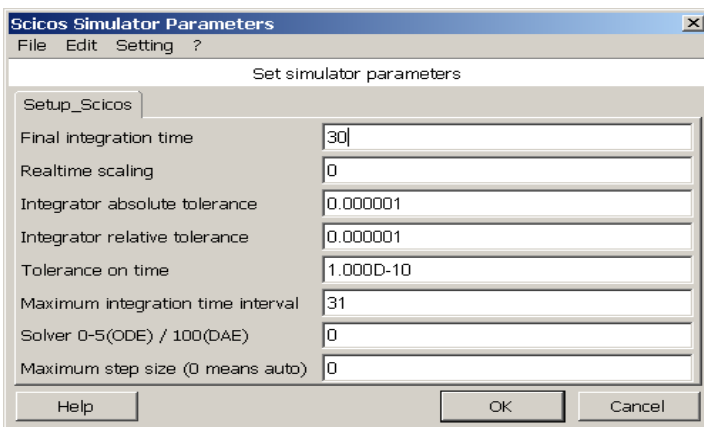 Scicos Simulator Parameters
File Edit Setting ?
Set simulator parameters
Setup_Scicos
Final integration time 30
Realtime scaling 0
Integrator absolute tolerance 0.000001
Integrator relative tolerance 0.000001
Tolerance on time 1.000D-10
Maximum integration time interval 31
Solver 0-5(ODE) / 100(DAE) 0
Maximum step size (0 means auto) 0
Help OK Cancel